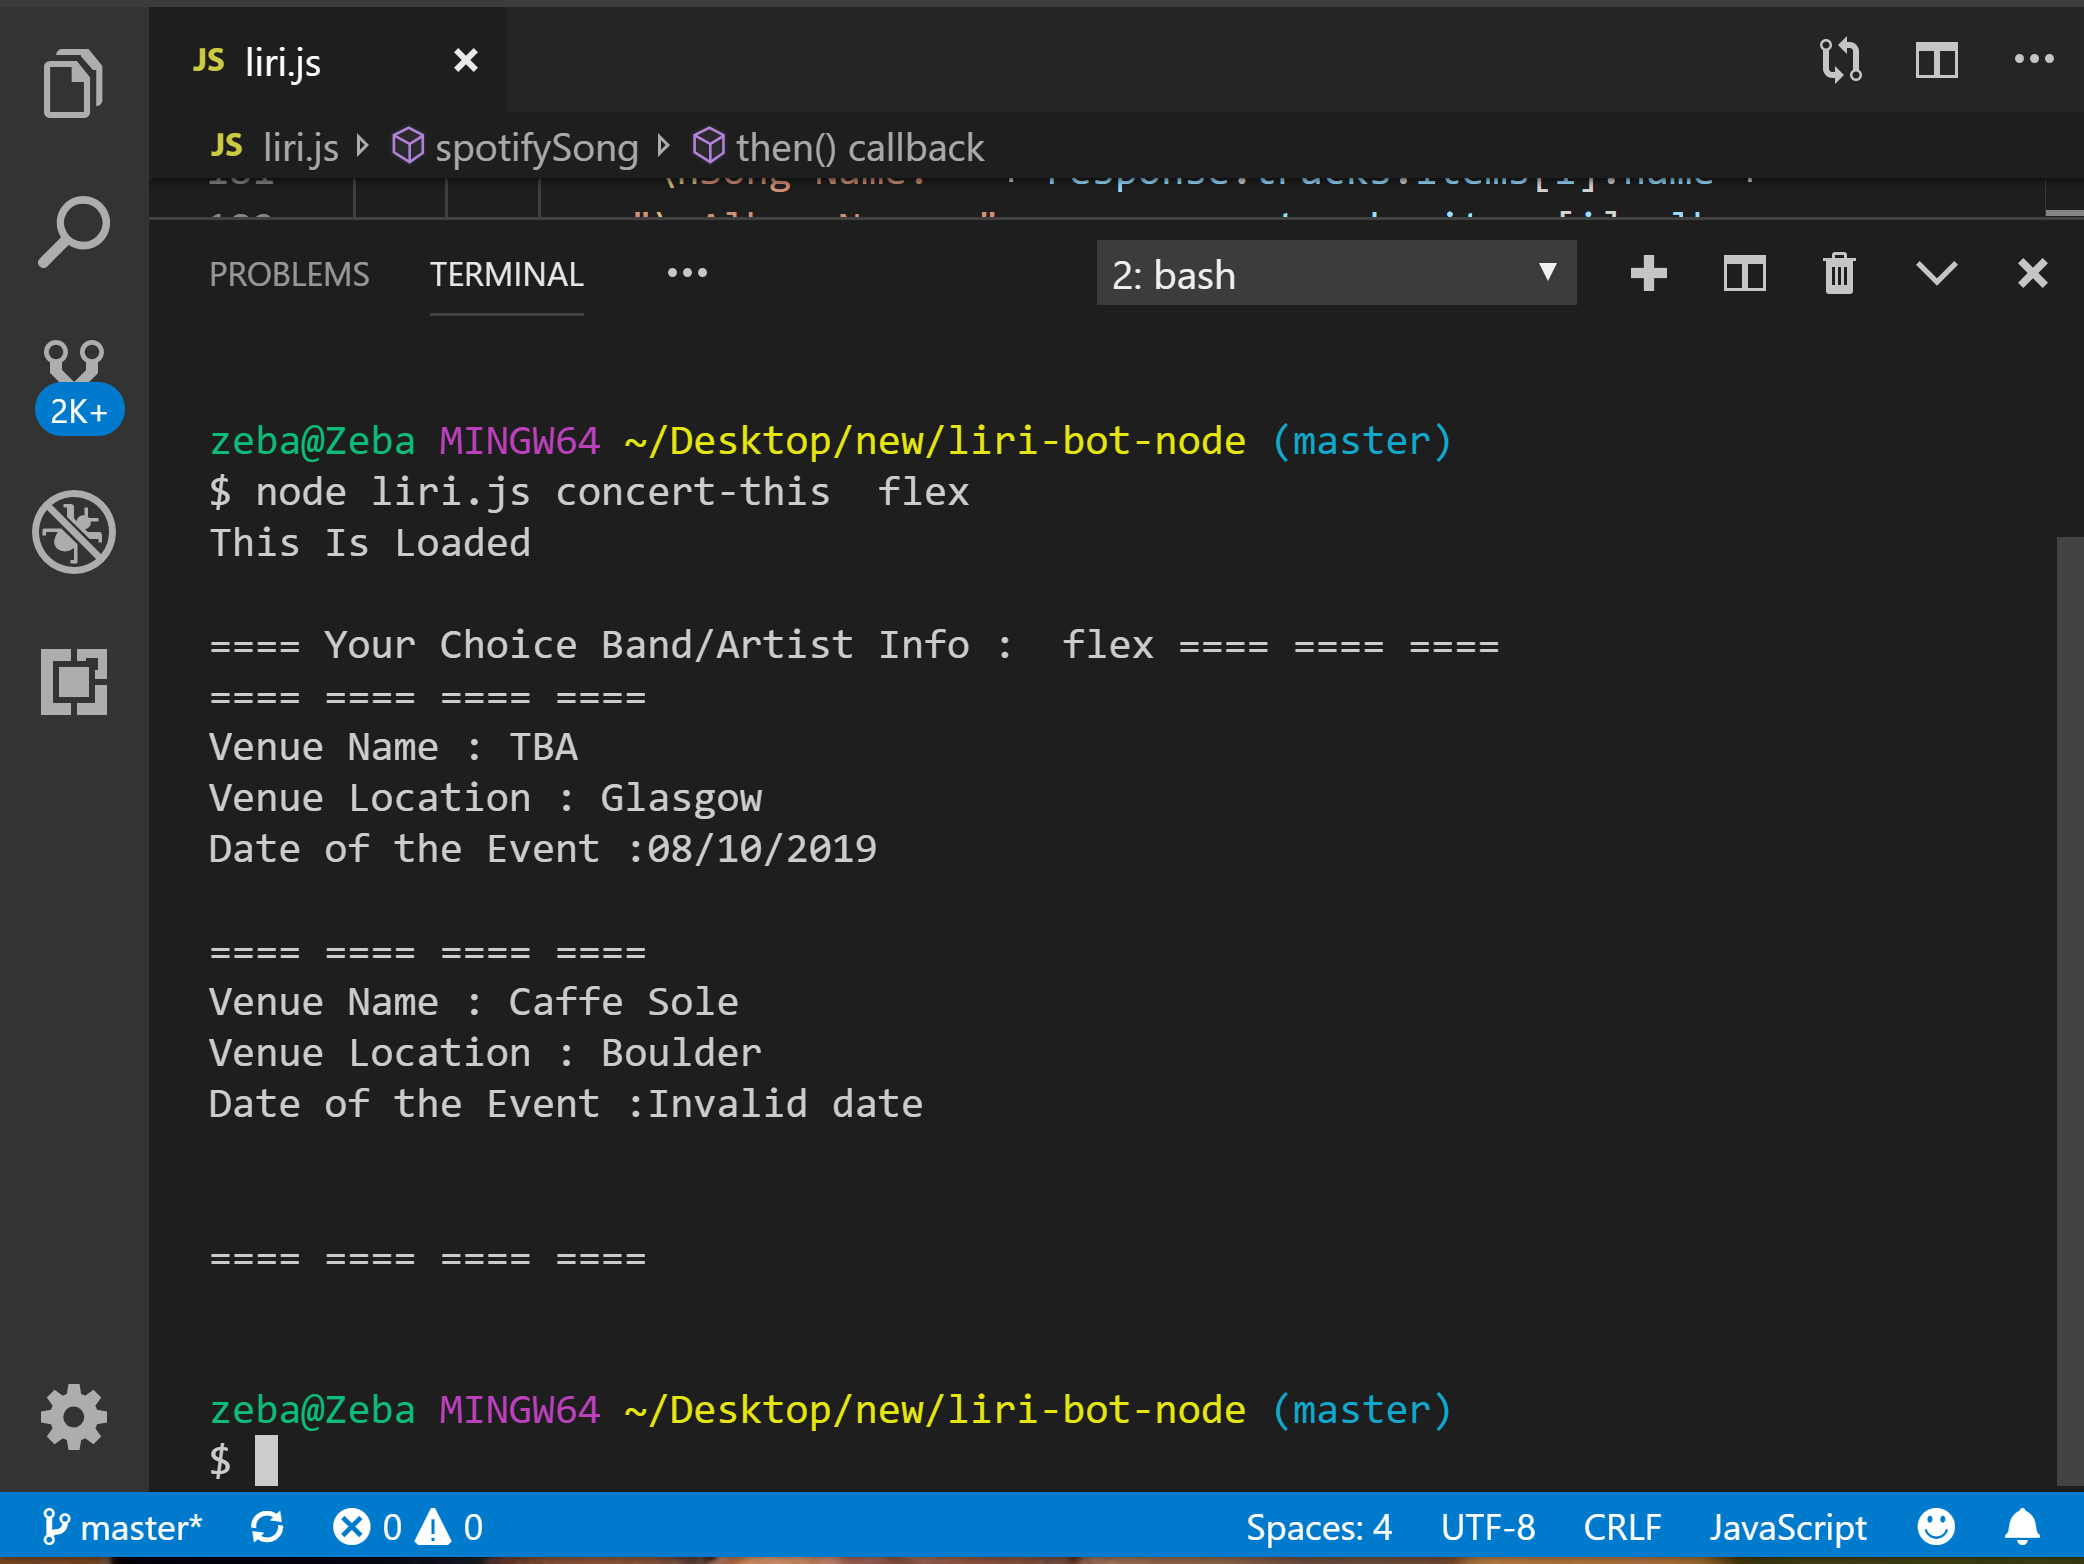 JS liri.js
JS liri.js spotifySong then() callback
PROBLEMS TERMINAL ••• 2: bash
2K+
zeba@Zeba MINGW64 ~/Desktop/new/liri-bot-node (master)
$ node liri.js concert-this  flex
This Is Loaded
==== Your Choice Band/Artist Info :  flex ==== ==== ====
==== ==== ==== ====
Venue Name : TBA
Venue Location : Glasgow
Date of the Event :08/10/2019
==== ==== ==== ====
Venue Name : Caffe Sole
Venue Location : Boulder
Date of the Event :Invalid date
==== ==== ==== ====
zeba@Zeba MINGW64 ~/Desktop/new/liri-bot-node (master)
$
master* 0 0 Spaces: 4 UTF-8 CRLF JavaScript